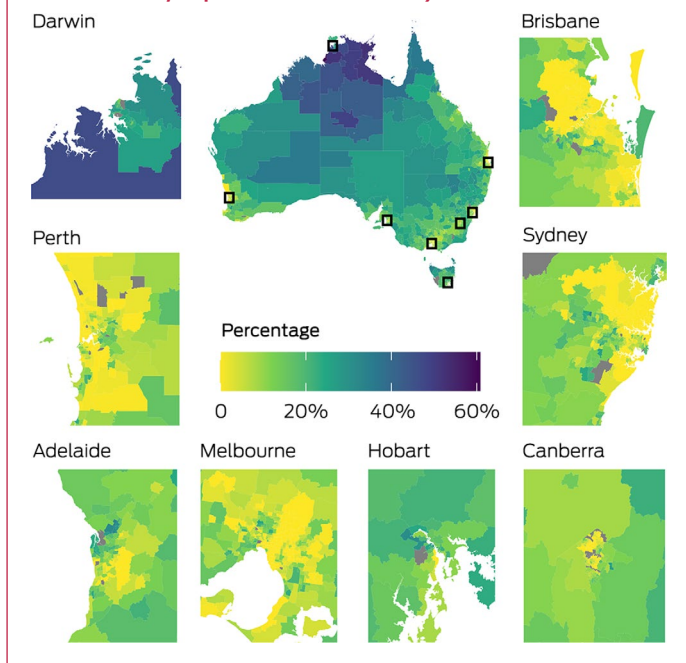 Darwin
Brisbane
Perth
Sydney
Percentage
0 20% 40% 60%
Adelaide
Melbourne
Hobart
Canberra